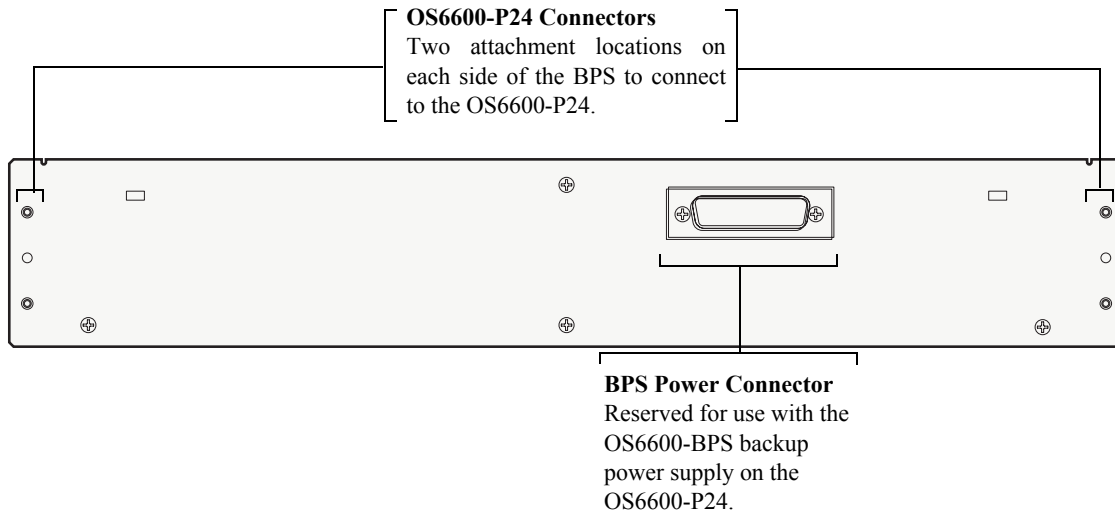 OS6600-P24 Connectors
Two attachment locations on
each side of the BPS to connect
to the OS6600-P24.
BPS Power Connector
Reserved for use with the
OS6600-BPS backup
power supply on the
OS6600-P24.